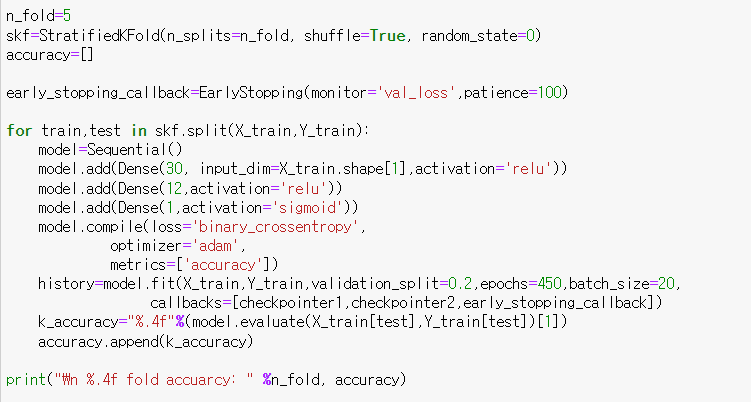 n_fold=5
skf=StratifiedKFold(n_splits=n_fold, shuffle=True, random_state=0)
accuracy=[]

early_stopping_callback=EarlyStopping(monitor='val_loss',patience=100)

for train,test in skf.split(X_train,Y_train):
    model=Sequential()
    model.add(Dense(30, input_dim=X_train.shape[1],activation='relu'))
    model.add(Dense(12,activation='relu'))
    model.add(Dense(1,activation='sigmoid'))
    model.compile(loss='binary_crossentropy',
             optimizer='adam',
             metrics=['accuracy'])
    history=model.fit(X_train,Y_train,validation_split=0.2,epochs=450,batch_size=20,
                  callbacks=[checkpointer1,checkpointer2,early_stopping_callback])
    k_accuracy="%.4f"%(model.evaluate(X_train[test],Y_train[test])[1])
    accuracy.append(k_accuracy)

print("₩n %.4f fold accuarcy: " %n_fold, accuracy)